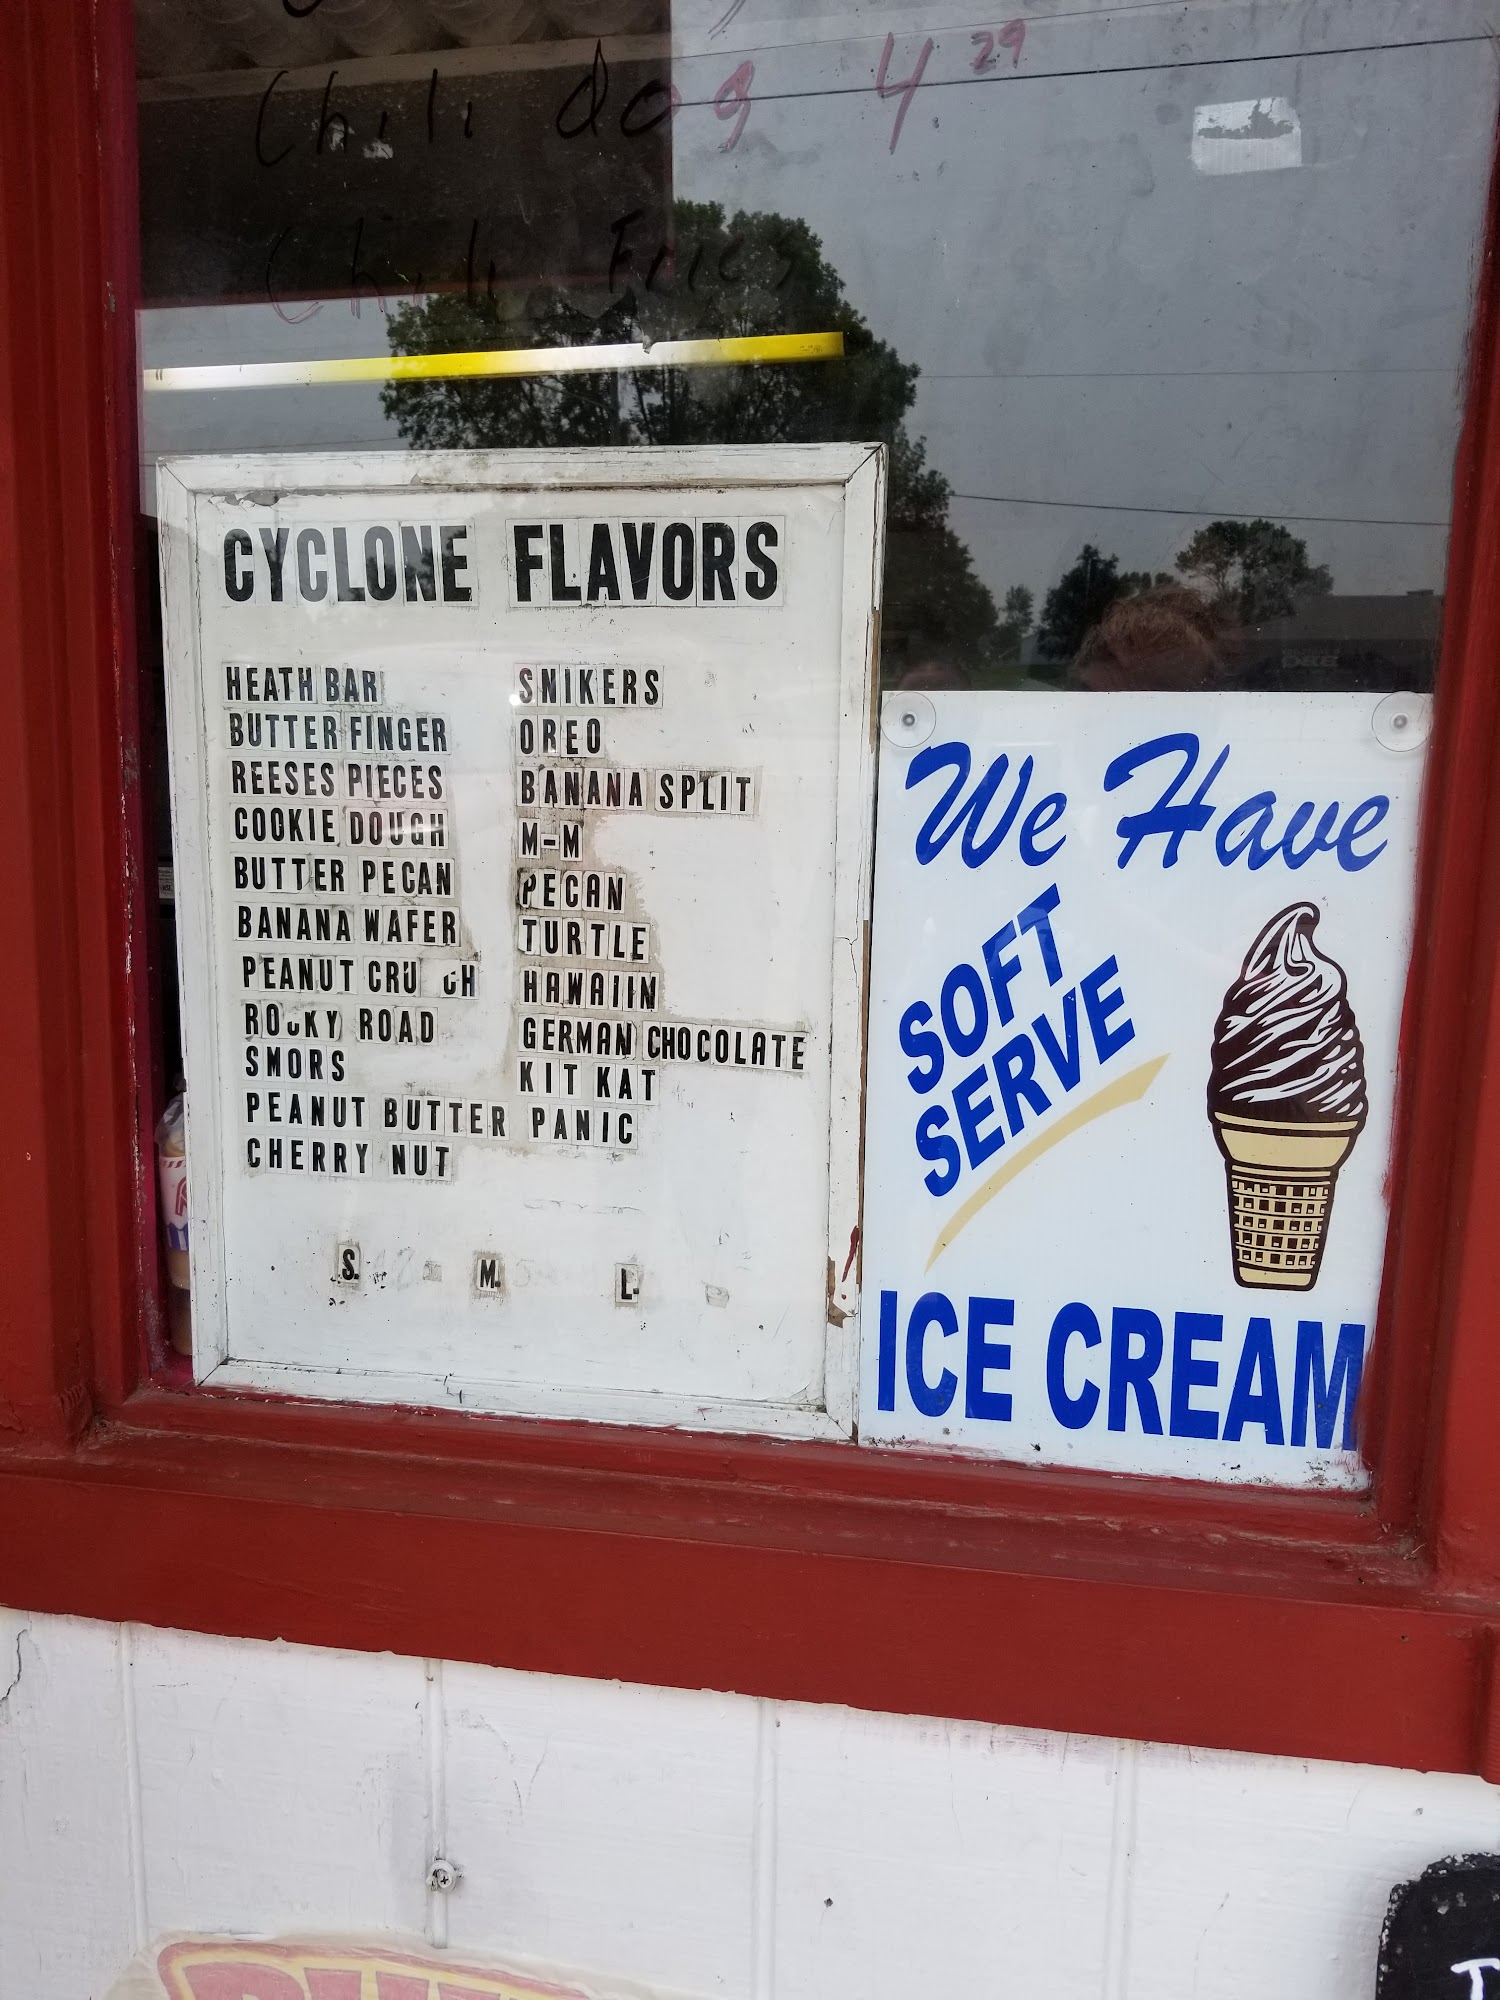 Chili dog 4 29
Chili Fries
CYCLONE FLAVORS
HEATH BAR
BUTTER FINGER
REESES PIECES
COOKIE DOUGH
BUTTER PECAN
BANANA WAFER
PEANUT CRU CH
ROCKY ROAD
SMORS
PEANUT BUTTER PANIC
CHERRY NUT
SNIKERS
OREO
BANANA SPLIT
M-M
PECAN
TURTLE
HAWAIIN
GERMAN CHOCOLATE
KIT KAT
S. M. L.
We Have
SOFT
SERVE
ICE CREAM